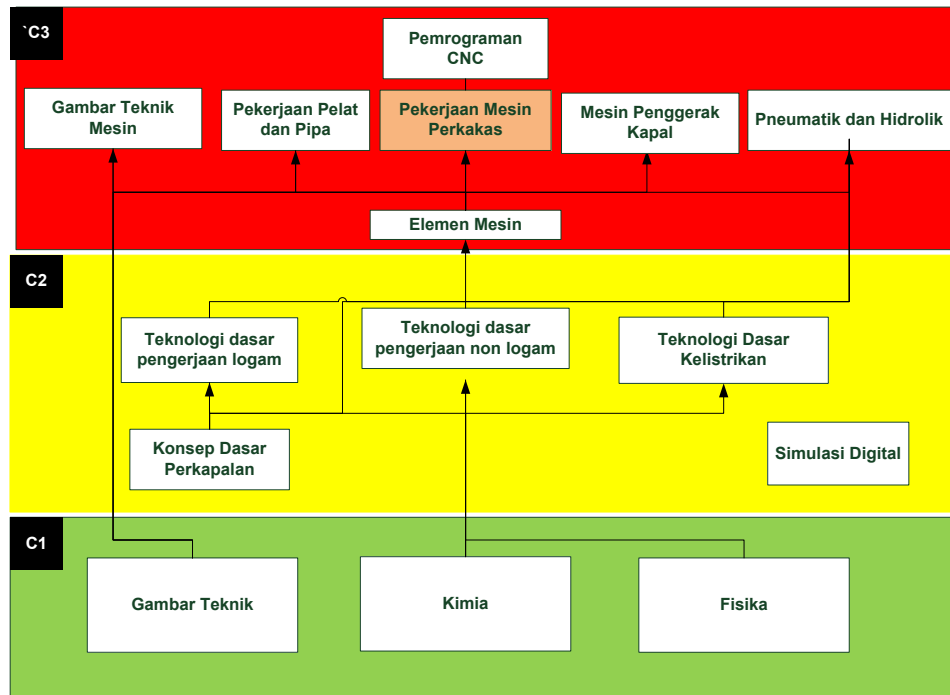 `C3
Pemrograman
CNC
Gambar Teknik
Mesin
Pekerjaan Pelat
dan Pipa
Pekerjaan Mesin
Perkakas
Mesin Penggerak
Kapal
Pneumatik dan Hidrolik
Elemen Mesin
C2
Teknologi dasar
pengerjaan logam
Teknologi dasar
pengerjaan non logam
Teknologi Dasar
Kelistrikan
Konsep Dasar
Perkapalan
Simulasi Digital
C1
Gambar Teknik
Kimia
Fisika